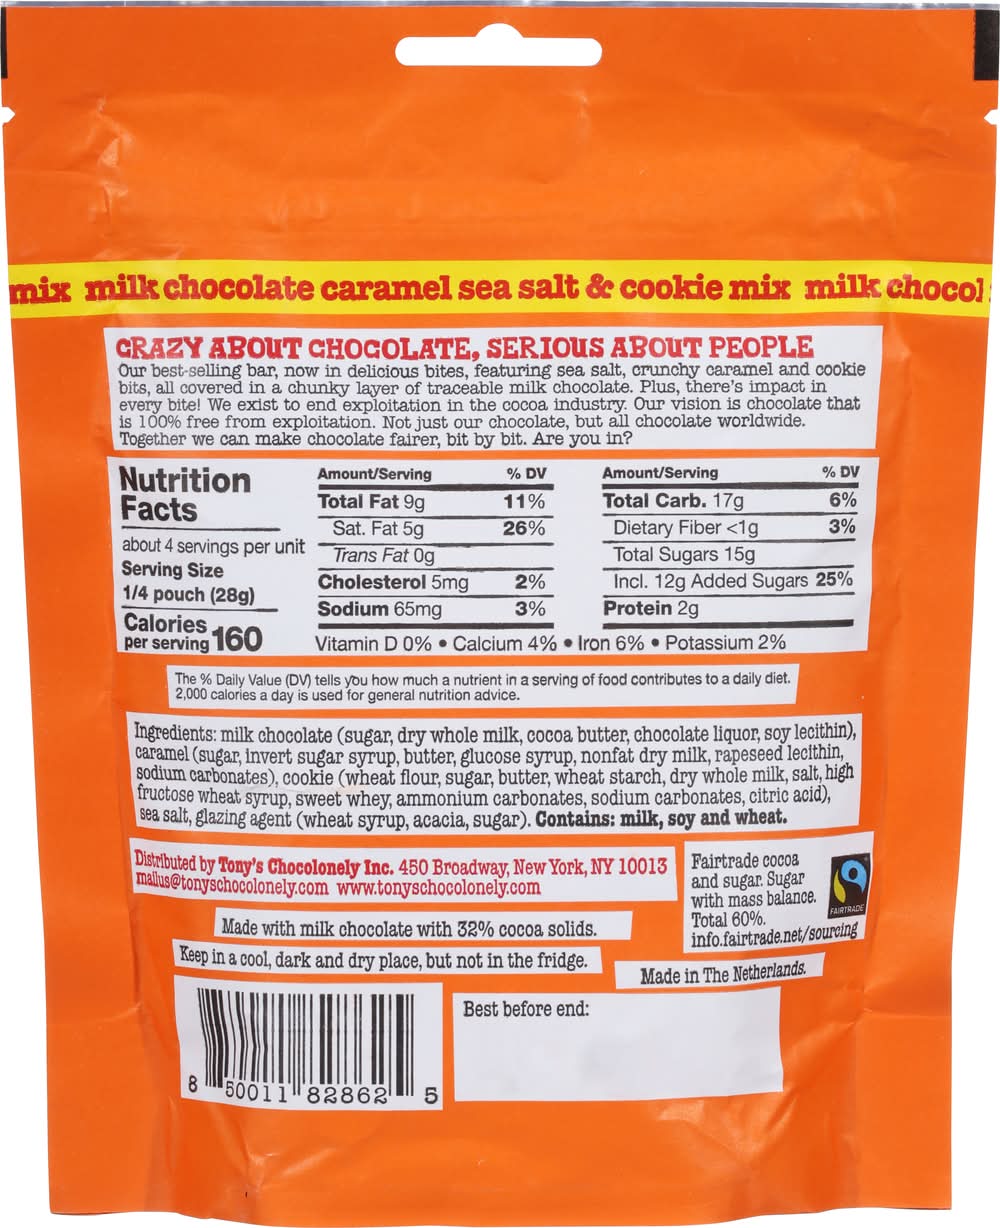 mix milk chocolate caramel sea salt & cookie mix milk chocol
CRAZY ABOUT CHOCOLATE, SERIOUS ABOUT PEOPLE
Our best-selling bar, now in delicious bites, featuring sea salt, crunchy caramel and cookie
bits, all covered in a chunky layer of traceable milk chocolate. Plus, there's impact in
every bite! We exist to end exploitation in the cocoa industry. Our vision is chocolate that
is 100% free from exploitation. Not just our chocolate, but all chocolate worldwide.
Together we can make chocolate fairer, bit by bit. Are you in?
Nutrition
Facts
about 4 servings per unit
Serving Size
1/4 pouch (28g)
Calories
per serving 160
Amount/Serving % DV
Total Fat 9g 11%
Sat. Fat 5g 26%
Trans Fat 0g
Cholesterol 5mg 2%
Sodium 65mg 3%
Amount/Serving % DV
Total Carb. 17g 6%
Dietary Fiber <1g 3%
Total Sugars 15g
Incl. 12g Added Sugars 25%
Protein 2g
Vitamin D 0% • Calcium 4% • Iron 6% • Potassium 2%
The % Daily Value (DV) tells you how much a nutrient in a serving of food contributes to a daily diet.
2,000 calories a day is used for general nutrition advice.
Ingredients: milk chocolate (sugar, dry whole milk, cocoa butter, chocolate liquor, soy lecithin),
caramel (sugar, invert sugar syrup, butter, glucose syrup, nonfat dry milk, rapeseed lecithin,
sodium carbonates), cookie (wheat flour, sugar, butter, wheat starch, dry whole milk, salt, high
fructose wheat syrup, sweet whey, ammonium carbonates, sodium carbonates, citric acid),
sea salt, glazing agent (wheat syrup, acacia, sugar). Contains: milk, soy and wheat.
Distributed by Tony's Chocolonely Inc. 450 Broadway, New York, NY 10013
mallus@tonyschocolonely.com www.tonyschocolonely.com
Fairtrade cocoa
and sugar. Sugar
with mass balance.
Total 60%.
info.fairtrade.net/sourcing
FAIRTRADE
Made with milk chocolate with 32% cocoa solids.
Keep in a cool, dark and dry place, but not in the fridge.
Made in The Netherlands.
Best before end:
8 50011 82862 5